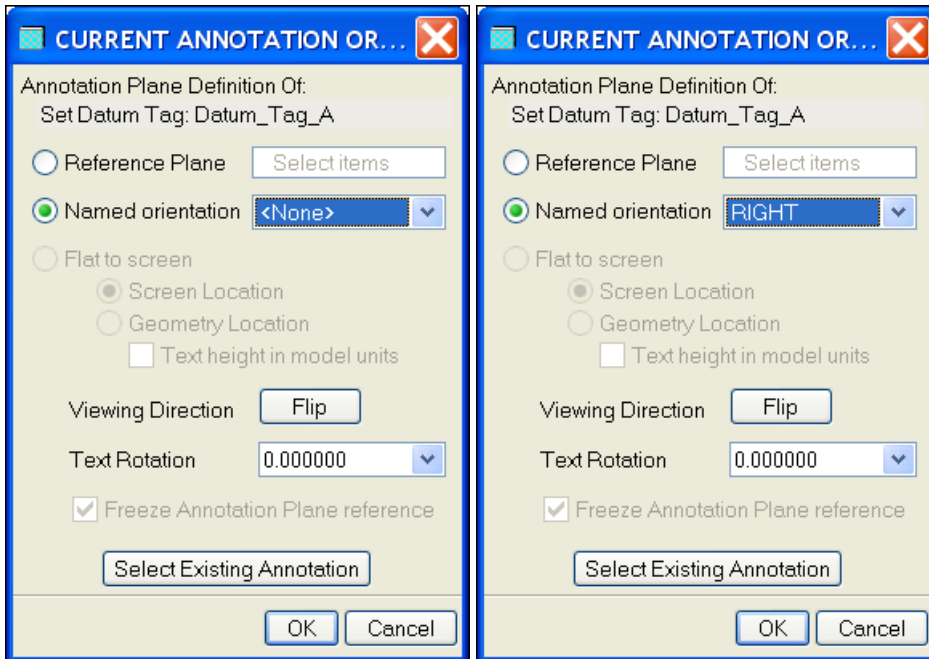 CURRENT ANNOTATION OR...
Annotation Plane Definition Of:
Set Datum Tag: Datum_Tag_A
Reference Plane Select items
Named orientation <None>
Flat to screen
Screen Location
Geometry Location
Text height in model units
Viewing Direction Flip
Text Rotation 0.000000
Freeze Annotation Plane reference
Select Existing Annotation
OK Cancel
CURRENT ANNOTATION OR...
Annotation Plane Definition Of:
Set Datum Tag: Datum_Tag_A
Reference Plane Select items
Named orientation RIGHT
Flat to screen
Screen Location
Geometry Location
Text height in model units
Viewing Direction Flip
Text Rotation 0.000000
Freeze Annotation Plane reference
Select Existing Annotation
OK Cancel